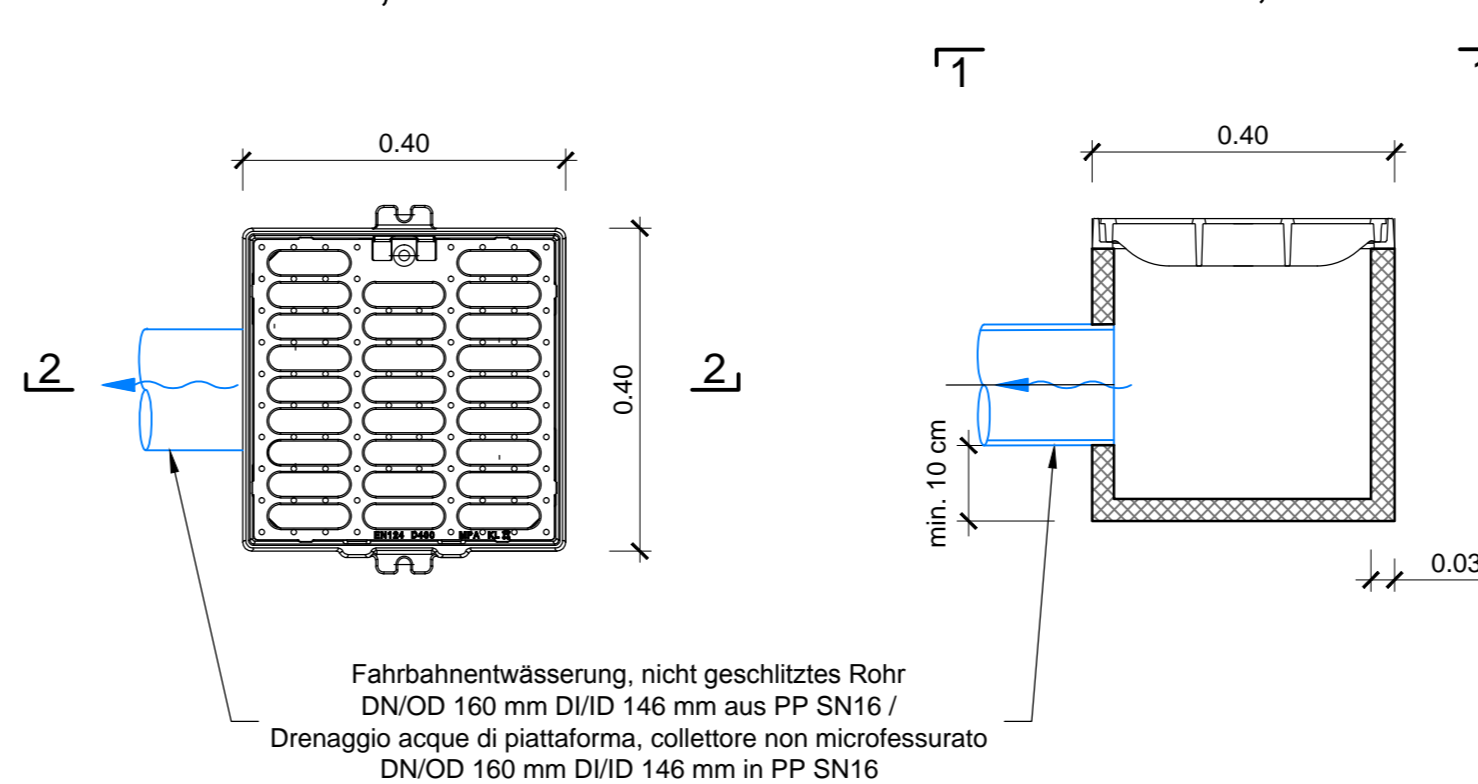 1
0.40
0.40
2
2
0.40
min. 10 cm
0.03
EN124 D400 MPA KL
Fahrbahnentwässerung, nicht geschlitztes Rohr
DN/OD 160 mm DI/ID 146 mm aus PP SN16 /
Drenaggio acque di piattaforma, collettore non microfessurato
DN/OD 160 mm DI/ID 146 mm in PP SN16